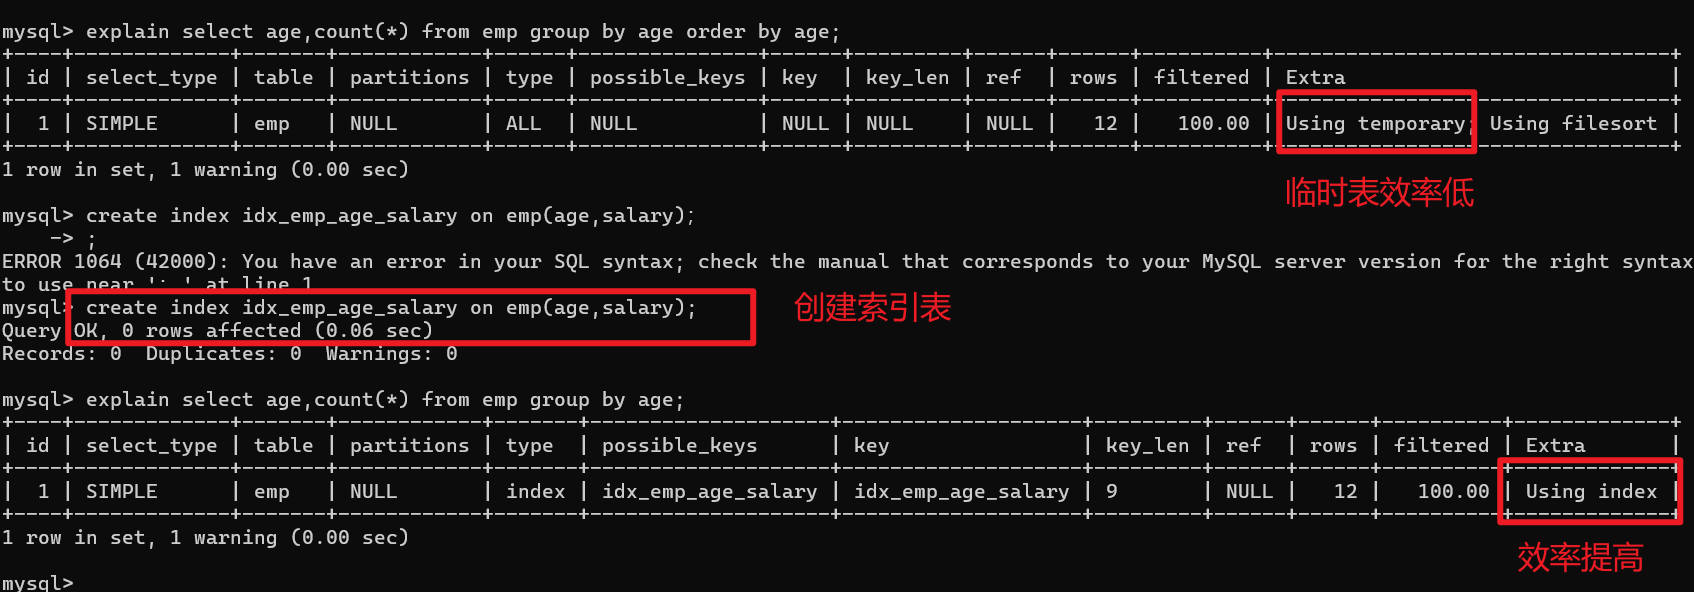 mysql> explain select age,count(*) from emp group by age order by age;
+----+-------------+-------+------------+------+---------------+------+---------+------+------+----------+---------------------------------+
| id | select_type | table | partitions | type | possible_keys | key  | key_len | ref  | rows | filtered | Extra                           |
+----+-------------+-------+------------+------+---------------+------+---------+------+------+----------+---------------------------------+
|  1 | SIMPLE      | emp   | NULL       | ALL  | NULL          | NULL | NULL    | NULL |   12 |   100.00 | Using temporary; Using filesort |
+----+-------------+-------+------------+------+---------------+------+---------+------+------+----------+---------------------------------+
1 row in set, 1 warning (0.00 sec)
临时表效率低
mysql> create index idx_emp_age_salary on emp(age,salary);
    -> ;
ERROR 1064 (42000): You have an error in your SQL syntax; check the manual that corresponds to your MySQL server version for the right syntax
to use near '; ' at line 1
mysql> create index idx_emp_age_salary on emp(age,salary);
创建索引表
Query OK, 0 rows affected (0.06 sec)
Records: 0  Duplicates: 0  Warnings: 0
mysql> explain select age,count(*) from emp group by age;
+----+-------------+-------+------------+-------+--------------------+--------------------+---------+------+------+----------+-------------+
| id | select_type | table | partitions | type  | possible_keys      | key                | key_len | ref  | rows | filtered | Extra       |
+----+-------------+-------+------------+-------+--------------------+--------------------+---------+------+------+----------+-------------+
|  1 | SIMPLE      | emp   | NULL       | index | idx_emp_age_salary | idx_emp_age_salary | 9       | NULL |   12 |   100.00 | Using index |
+----+-------------+-------+------------+-------+--------------------+--------------------+---------+------+------+----------+-------------+
1 row in set, 1 warning (0.00 sec)
效率提高
mysql>